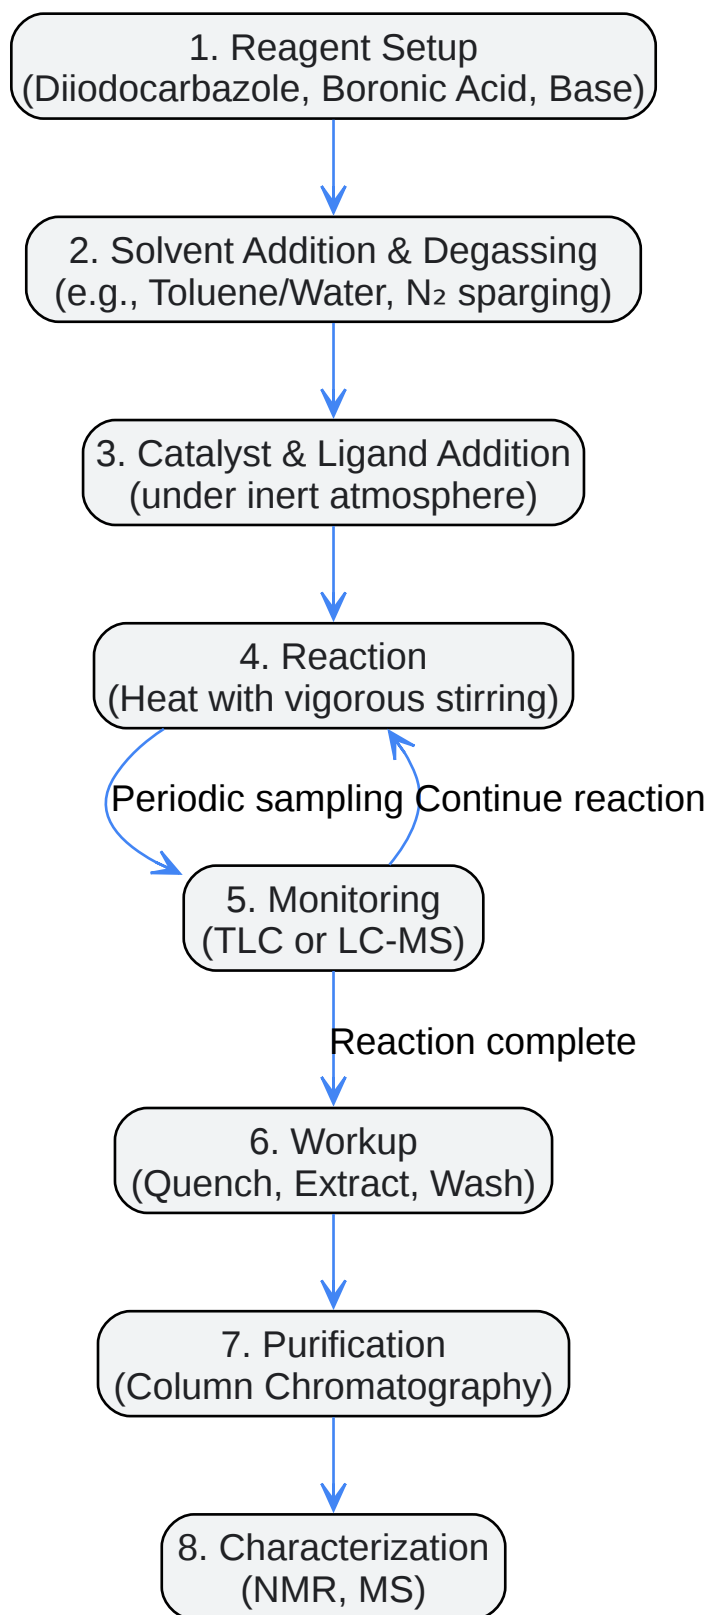 1. Reagent Setup
(Diiodocarbazole, Boronic Acid, Base)
2. Solvent Addition & Degassing
(e.g., Toluene/Water, N₂ sparging)
3. Catalyst & Ligand Addition
(under inert atmosphere)
4. Reaction
(Heat with vigorous stirring)
Periodic sampling
Continue reaction
5. Monitoring
(TLC or LC-MS)
Reaction complete
6. Workup
(Quench, Extract, Wash)
7. Purification
(Column Chromatography)
8. Characterization
(NMR, MS)